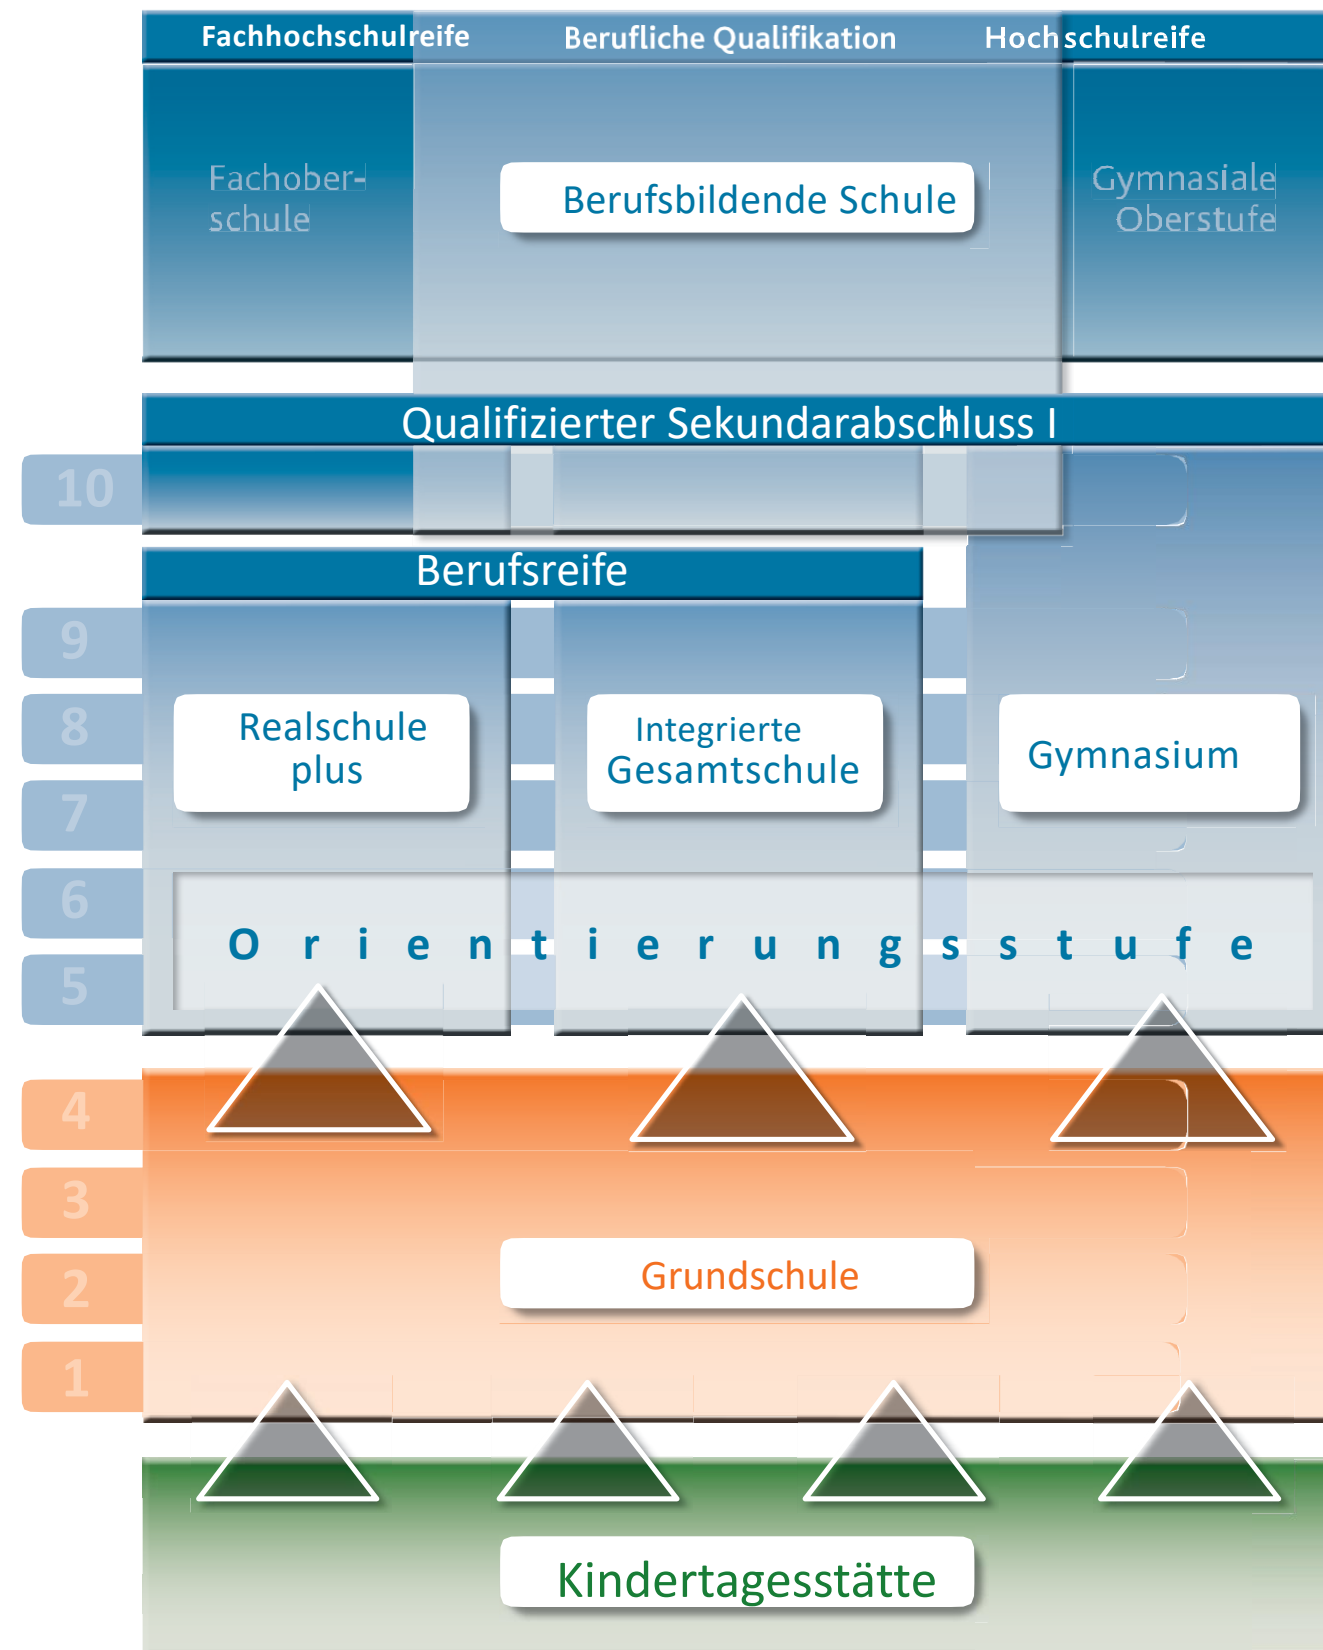 Fachhochschulreife
Berufliche Qualifikation
Hochschulreife
Fachober-
schule
Berufsbildende Schule
Gymnasiale
Oberstufe
Qualifizierter Sekundarabschluss I
10
Berufsreife
9
8
Realschule
plus
Integrierte
Gesamtschule
Gymnasium
7
6
Orientierungsstufe
5
4
3
2
Grundschule
1
Kindertagesstätte